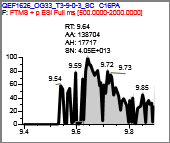 QEF1626_OG33_T3-9-0-3_SC C16PA
F: FTMS + p ESI Full ms [500.0000-2000.0000]
RT: 9.64
AA: 138704
AH: 17717
SN: 4.05E+013
100
9.59
9.72
9.73
80
9.54
9.85
60
40
20
0
9.4 9.6 9.8